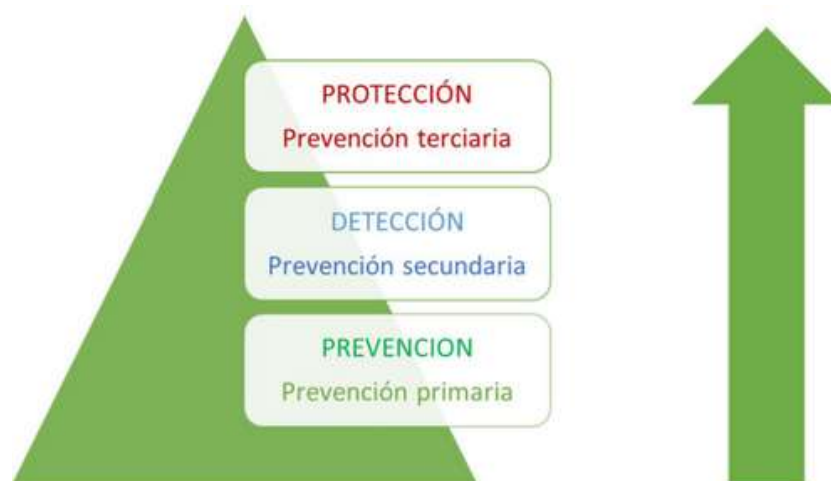 PROTECCIÓN
Prevención terciaria
DETECCIÓN
Prevención secundaria
PREVENCION
Prevención primaria